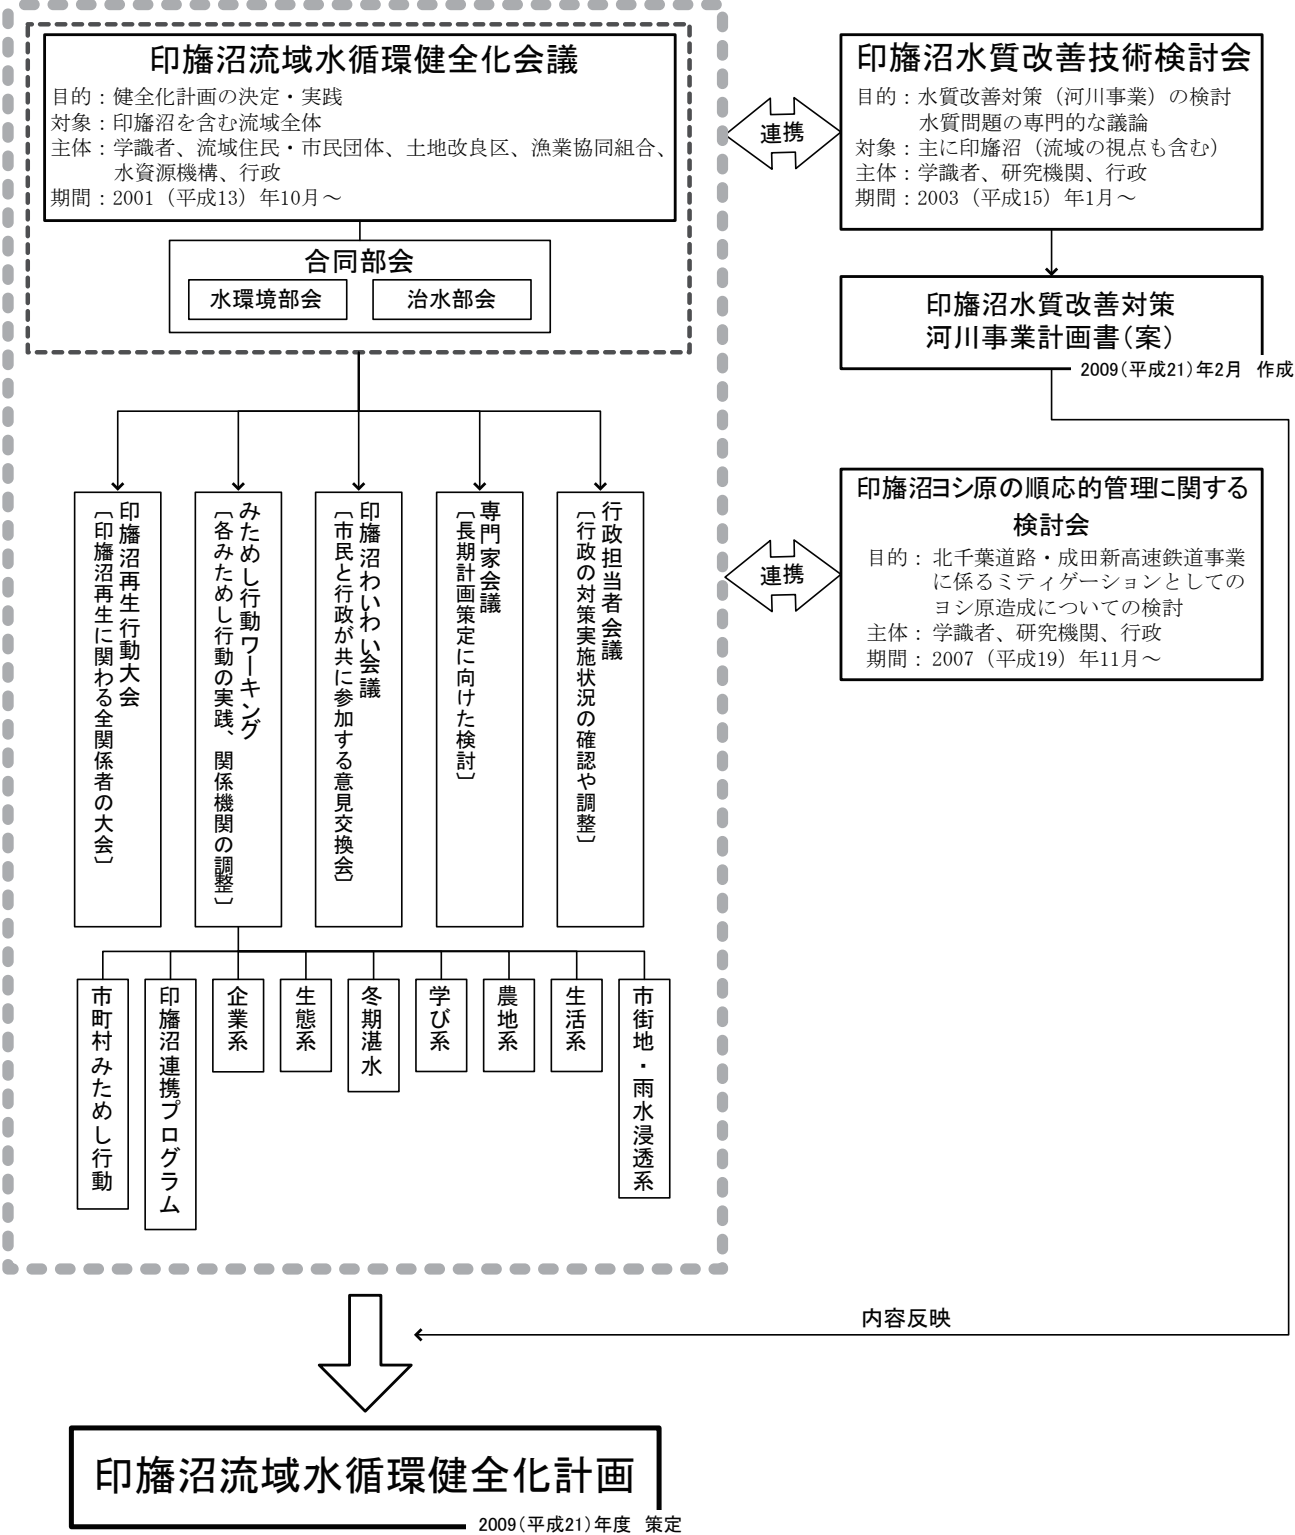 印旛沼流域水循環健全化会議
目的：健全化計画の決定・実践
対象：印旛沼を含む流域全体
主体：学識者、流域住民・市民団体、土地改良区、漁業協同組合、
水資源機構、行政
期間：2001（平成13）年10月～
合同部会
水環境部会
治水部会
連携
印旛沼水質改善技術検討会
目的：水質改善対策（河川事業）の検討
水質問題の専門的な議論
対象：主に印旛沼（流域の視点も含む）
主体：学識者、研究機関、行政
期間：2003（平成15）年1月～
印旛沼水質改善対策
河川事業計画書（案）
2009（平成21）年2月　作成
印旛沼再生行動大会
〔印旛沼再生に関わる全関係者の大会〕
みためし行動ワーキング
〔各みためし行動の実践、関係機関の調整〕
印旛沼わいわい会議
〔市民と行政が共に参加する意見交換会〕
専門家会議
〔長期計画策定に向けた検討〕
行政担当者会議
〔行政の対策実施状況の確認や調整〕
連携
印旛沼ヨシ原の順応的管理に関する
検討会
目的：北千葉道路・成田新高速鉄道事業
に係るミティゲーションとしての
ヨシ原造成についての検討
主体：学識者、研究機関、行政
期間：2007（平成19）年11月～
市町村みためし行動
印旛沼連携プログラム
企業系
生態系
冬期湛水
学び系
農地系
生活系
市街地・雨水浸透系
内容反映
印旛沼流域水循環健全化計画
2009（平成21）年度　策定